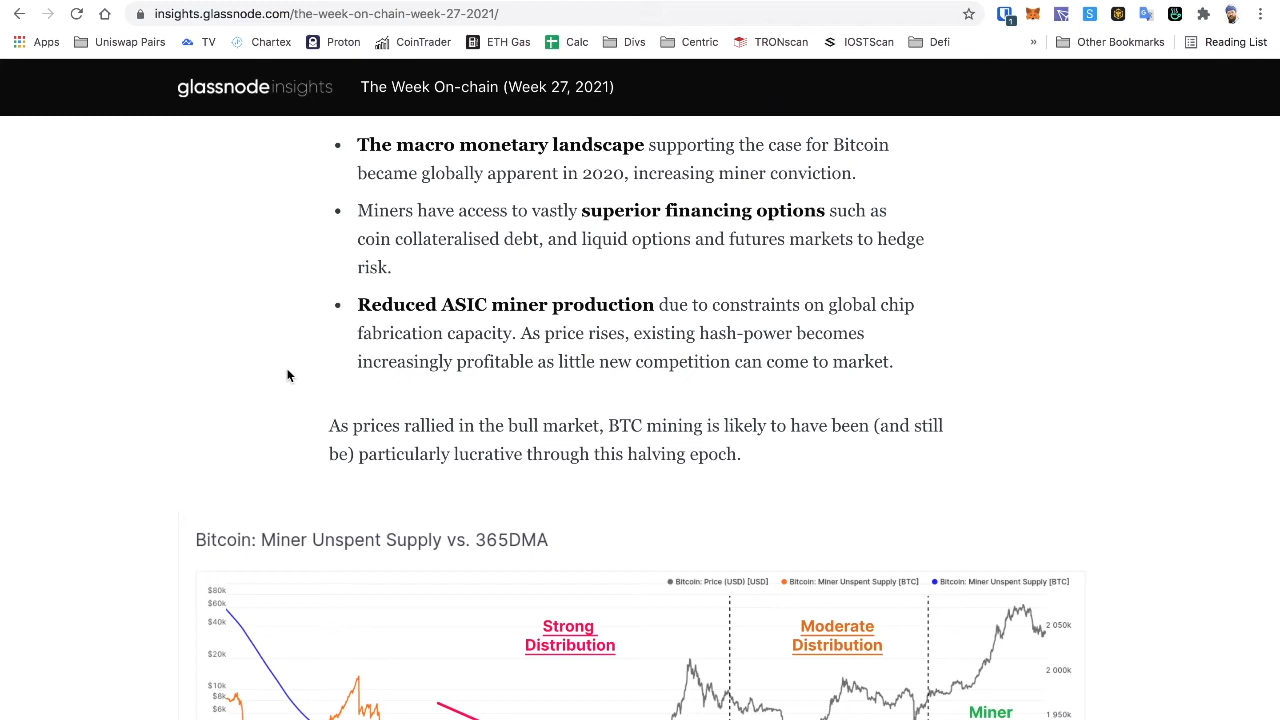 insights.glassnode.com/the-week-on-chain-week-27-2021/
1
Apps Uniswap Pairs TV Chartex Proton CoinTrader ETH Gas Calc Divs Centric TRONscan IOSTScan Defi » Other Bookmarks Reading List
glassnodeinsights The Week On-chain (Week 27, 2021)
• The macro monetary landscape supporting the case for Bitcoin
became globally apparent in 2020, increasing miner conviction.
• Miners have access to vastly superior financing options such as
coin collateralised debt, and liquid options and futures markets to hedge
risk.
• Reduced ASIC miner production due to constraints on global chip
fabrication capacity. As price rises, existing hash-power becomes
increasingly profitable as little new competition can come to market.
As prices rallied in the bull market, BTC mining is likely to have been (and still
be) particularly lucrative through this halving epoch.
Bitcoin: Miner Unspent Supply vs. 365DMA
Bitcoin: Price (USD) [USD] Bitcoin: Miner Unspent Supply [BTC] Bitcoin: Miner Unspent Supply [BTC]
$80k
$60k
$40k
$20k
$10k
$8k
$6k
Strong
Distribution
Moderate
Distribution
Miner
2 050k
2 000k
1 950k